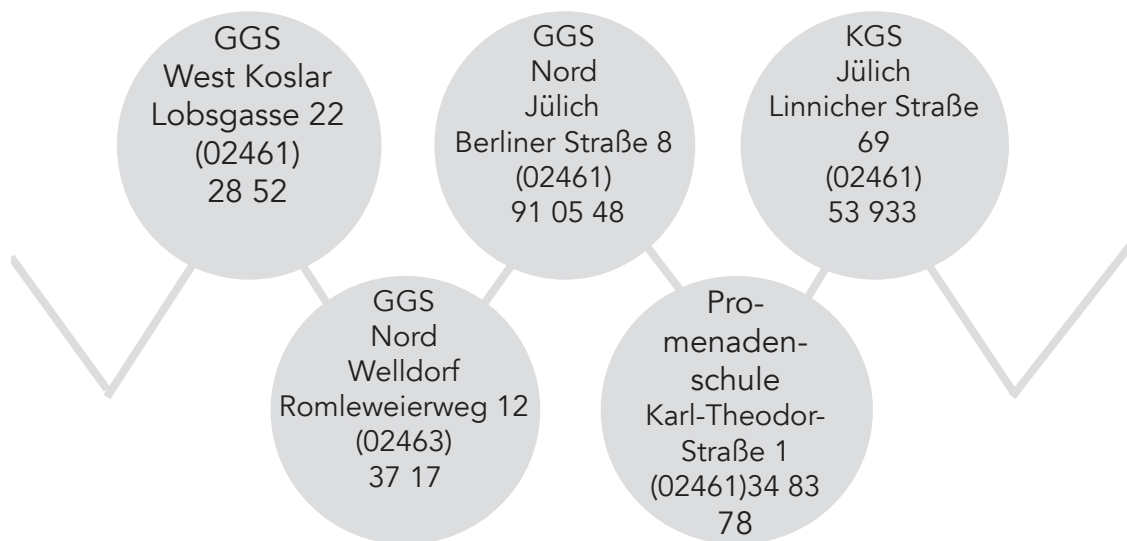 GGS
West Koslar
Lobsgasse 22
(02461)
28 52
GGS
Nord
Jülich
Berliner Straße 8
(02461)
91 05 48
KGS
Jülich
Linnicher Straße
69
(02461)
53 933
GGS
Nord
Welldorf
Romleweierweg 12
(02463)
37 17
Pro-
menaden-
schule
Karl-Theodor-
Straße 1
(02461)34 83
78